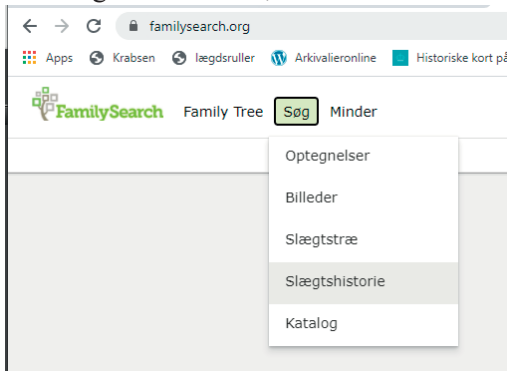 familysearch.org
Apps Krabsen lægdsruller Arkivalieronline Historiske kort på
FamilySearch Family Tree Søg Minder
Optegnelser
Billeder
Slægtstræ
Slægtshistorie
Katalog